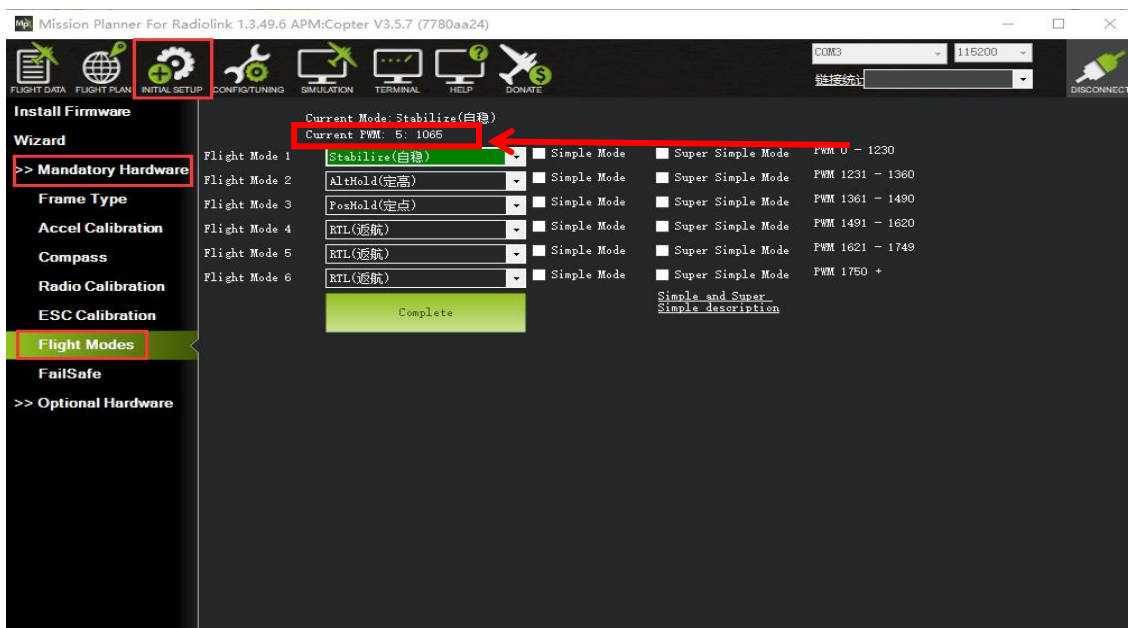 Mission Planner For Radiolink 1.3.49.6 APM:Copter V3.5.7 (7780aa24)
FLIGHT DATA FLIGHT PLAN INITIAL SETUP CONFIG/TUNING SIMULATION TERMINAL HELP DONATE
COM3 115200
链接统计
DISCONNECT
Install Firmware
Wizard
>> Mandatory Hardware
Frame Type
Accel Calibration
Compass
Radio Calibration
ESC Calibration
Flight Modes
FailSafe
>> Optional Hardware
Current Mode: Stabilize(自稳)
Current PWM: 5: 1065
Flight Mode 1 Stabilize(自稳) Simple Mode Super Simple Mode PWM 0 - 1230
Flight Mode 2 AltHold(定高) Simple Mode Super Simple Mode PWM 1231 - 1360
Flight Mode 3 PosHold(定点) Simple Mode Super Simple Mode PWM 1361 - 1490
Flight Mode 4 RTL(返航) Simple Mode Super Simple Mode PWM 1491 - 1620
Flight Mode 5 RTL(返航) Simple Mode Super Simple Mode PWM 1621 - 1749
Flight Mode 6 RTL(返航) Simple Mode Super Simple Mode PWM 1750 +
Complete
Simple and Super
Simple description